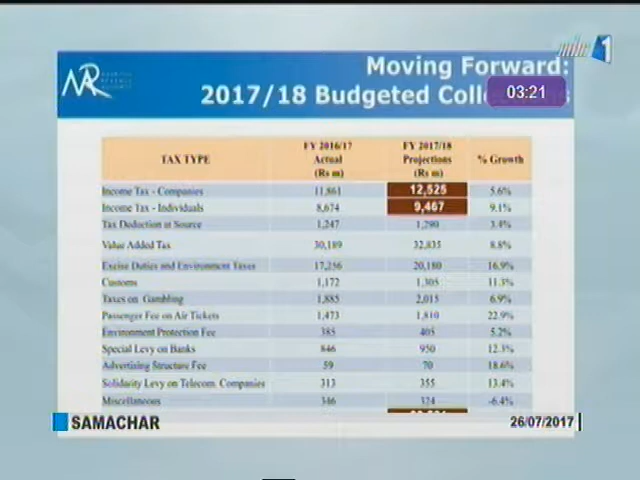 mbc 1
Moving Forward:
2017/18 Budgeted
03:21
MRA
TAX TYPE FY 2016/17 Actual (Rs m) FY 2017/18 Projections (Rs m) % Growth
Income Tax - Companies 11,861 12,525 5.6%
Income Tax - Individuals 8,674 9,467 9.1%
Tax Deduction at Source 1,247 1,290 3.4%
Value Added Tax 30,189 32,835 8.8%
Excise Duties and Environment Taxes 17,256 20,180 16.9%
Customs 1,172 1,305 11.3%
Taxes on Gambling 1,885 2,015 6.9%
Passenger Fee on Air Tickets 1,473 1,810 22.9%
Environment Protection Fee 385 405 5.2%
Special Levy on Banks 846 950 12.3%
Advertising Structure Fee 59 70 18.6%
Solidarity Levy on Telecom. Companies 313 355 13.4%
Miscellaneous 346 324 -6.4%
SAMACHAR
26/07/2017